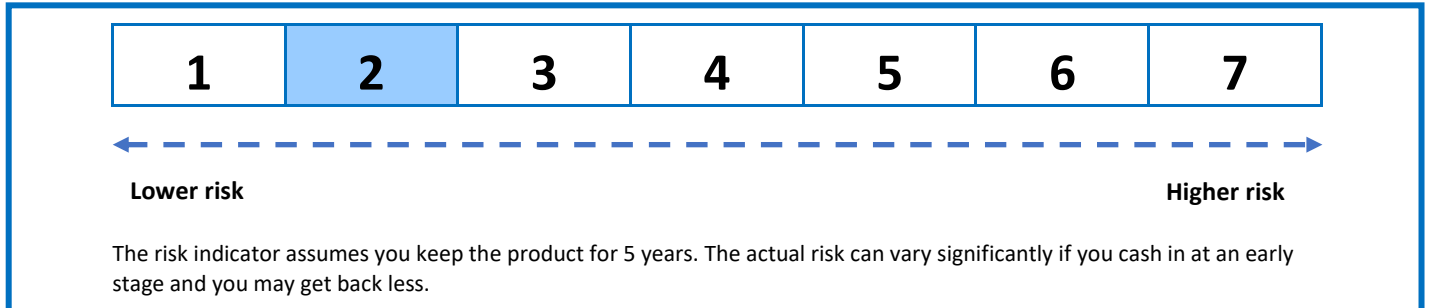 1 2 3 4 5 6 7
Lower risk Higher risk
The risk indicator assumes you keep the product for 5 years. The actual risk can vary significantly if you cash in at an early
stage and you may get back less.